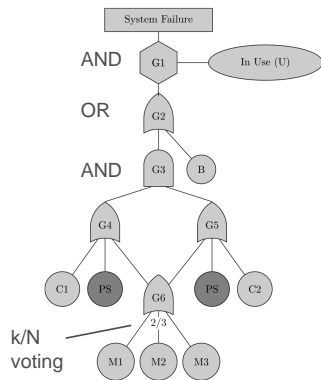 System Failure
AND
G1
In Use (U)
OR
G2
AND
G3
B
G4
G5
C1
PS
G6
PS
C2
2/3
k/N
voting
M1
M2
M3